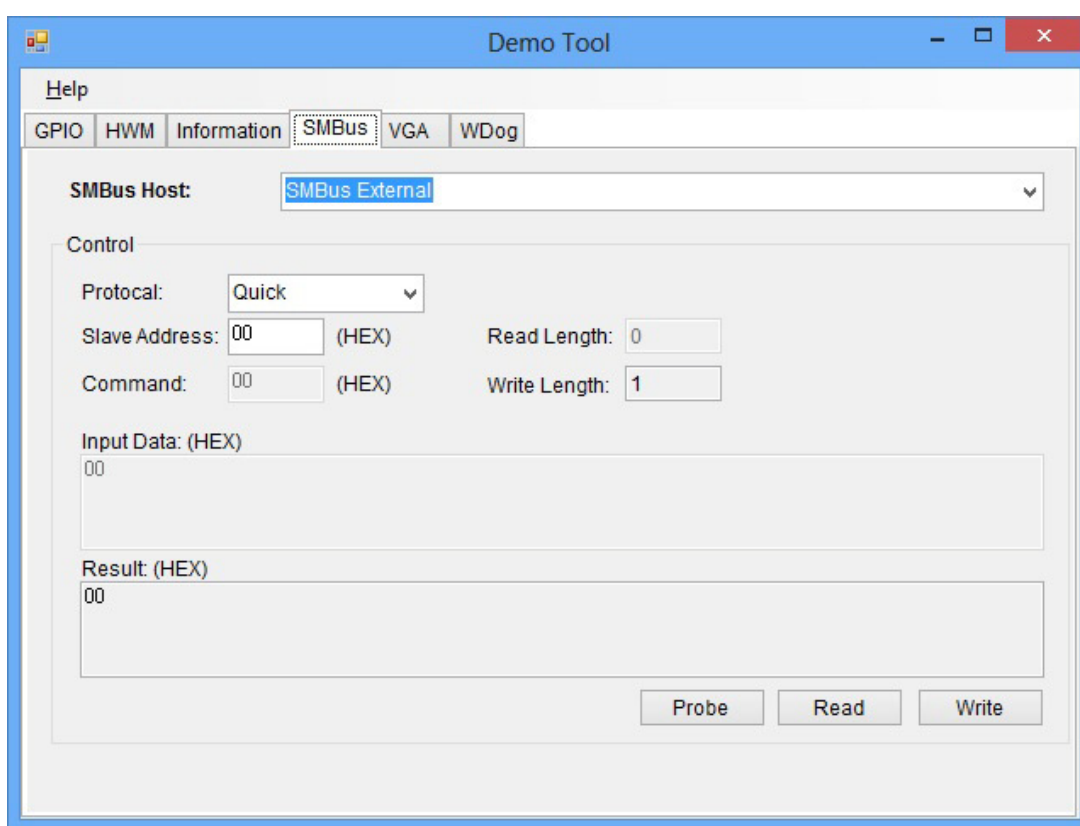 Demo Tool
Help
GPIO HWM Information SMBus VGA WDog
SMBus Host: SMBus External
Control
Protocal: Quick
Slave Address: 00 (HEX) Read Length: 0
Command: 00 (HEX) Write Length: 1
Input Data: (HEX)
00
Result: (HEX)
00
Probe Read Write